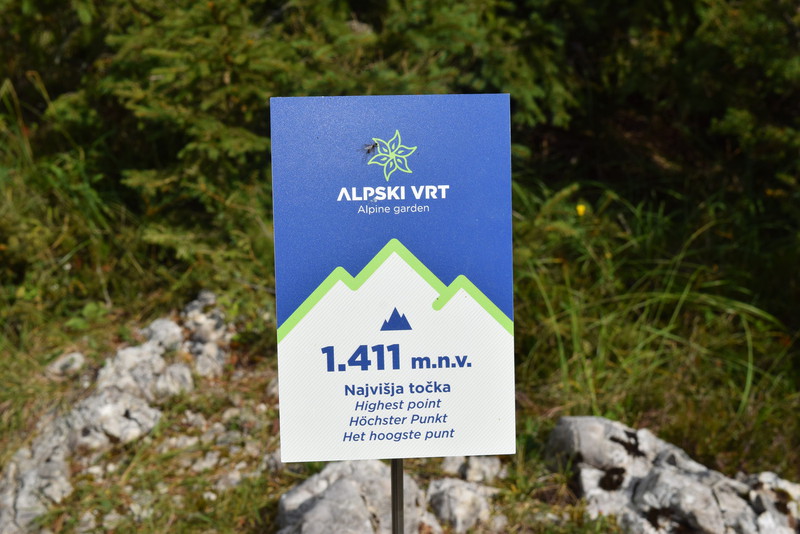 ALPSKI VRT
Alpine garden
1.411 m.n.v.
Najvišja točka
Highest point
Höchster Punkt
Het hoogste punt